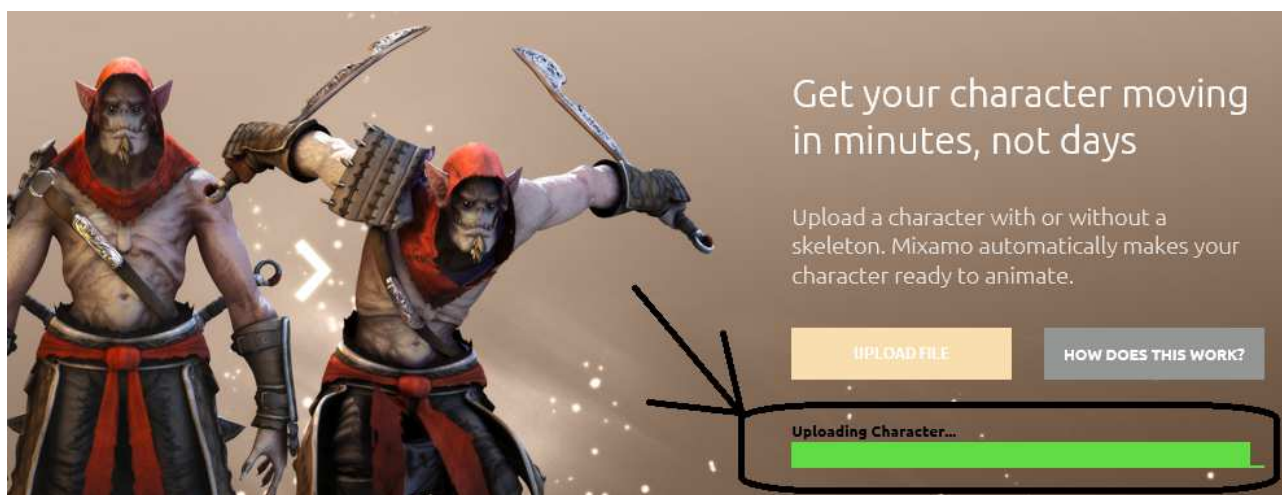 Get your character moving
in minutes, not days
Upload a character with or without a
skeleton. Mixamo automatically makes your
character ready to animate.
UPLOAD FILE
HOW DOES THIS WORK?
Uploading Character...